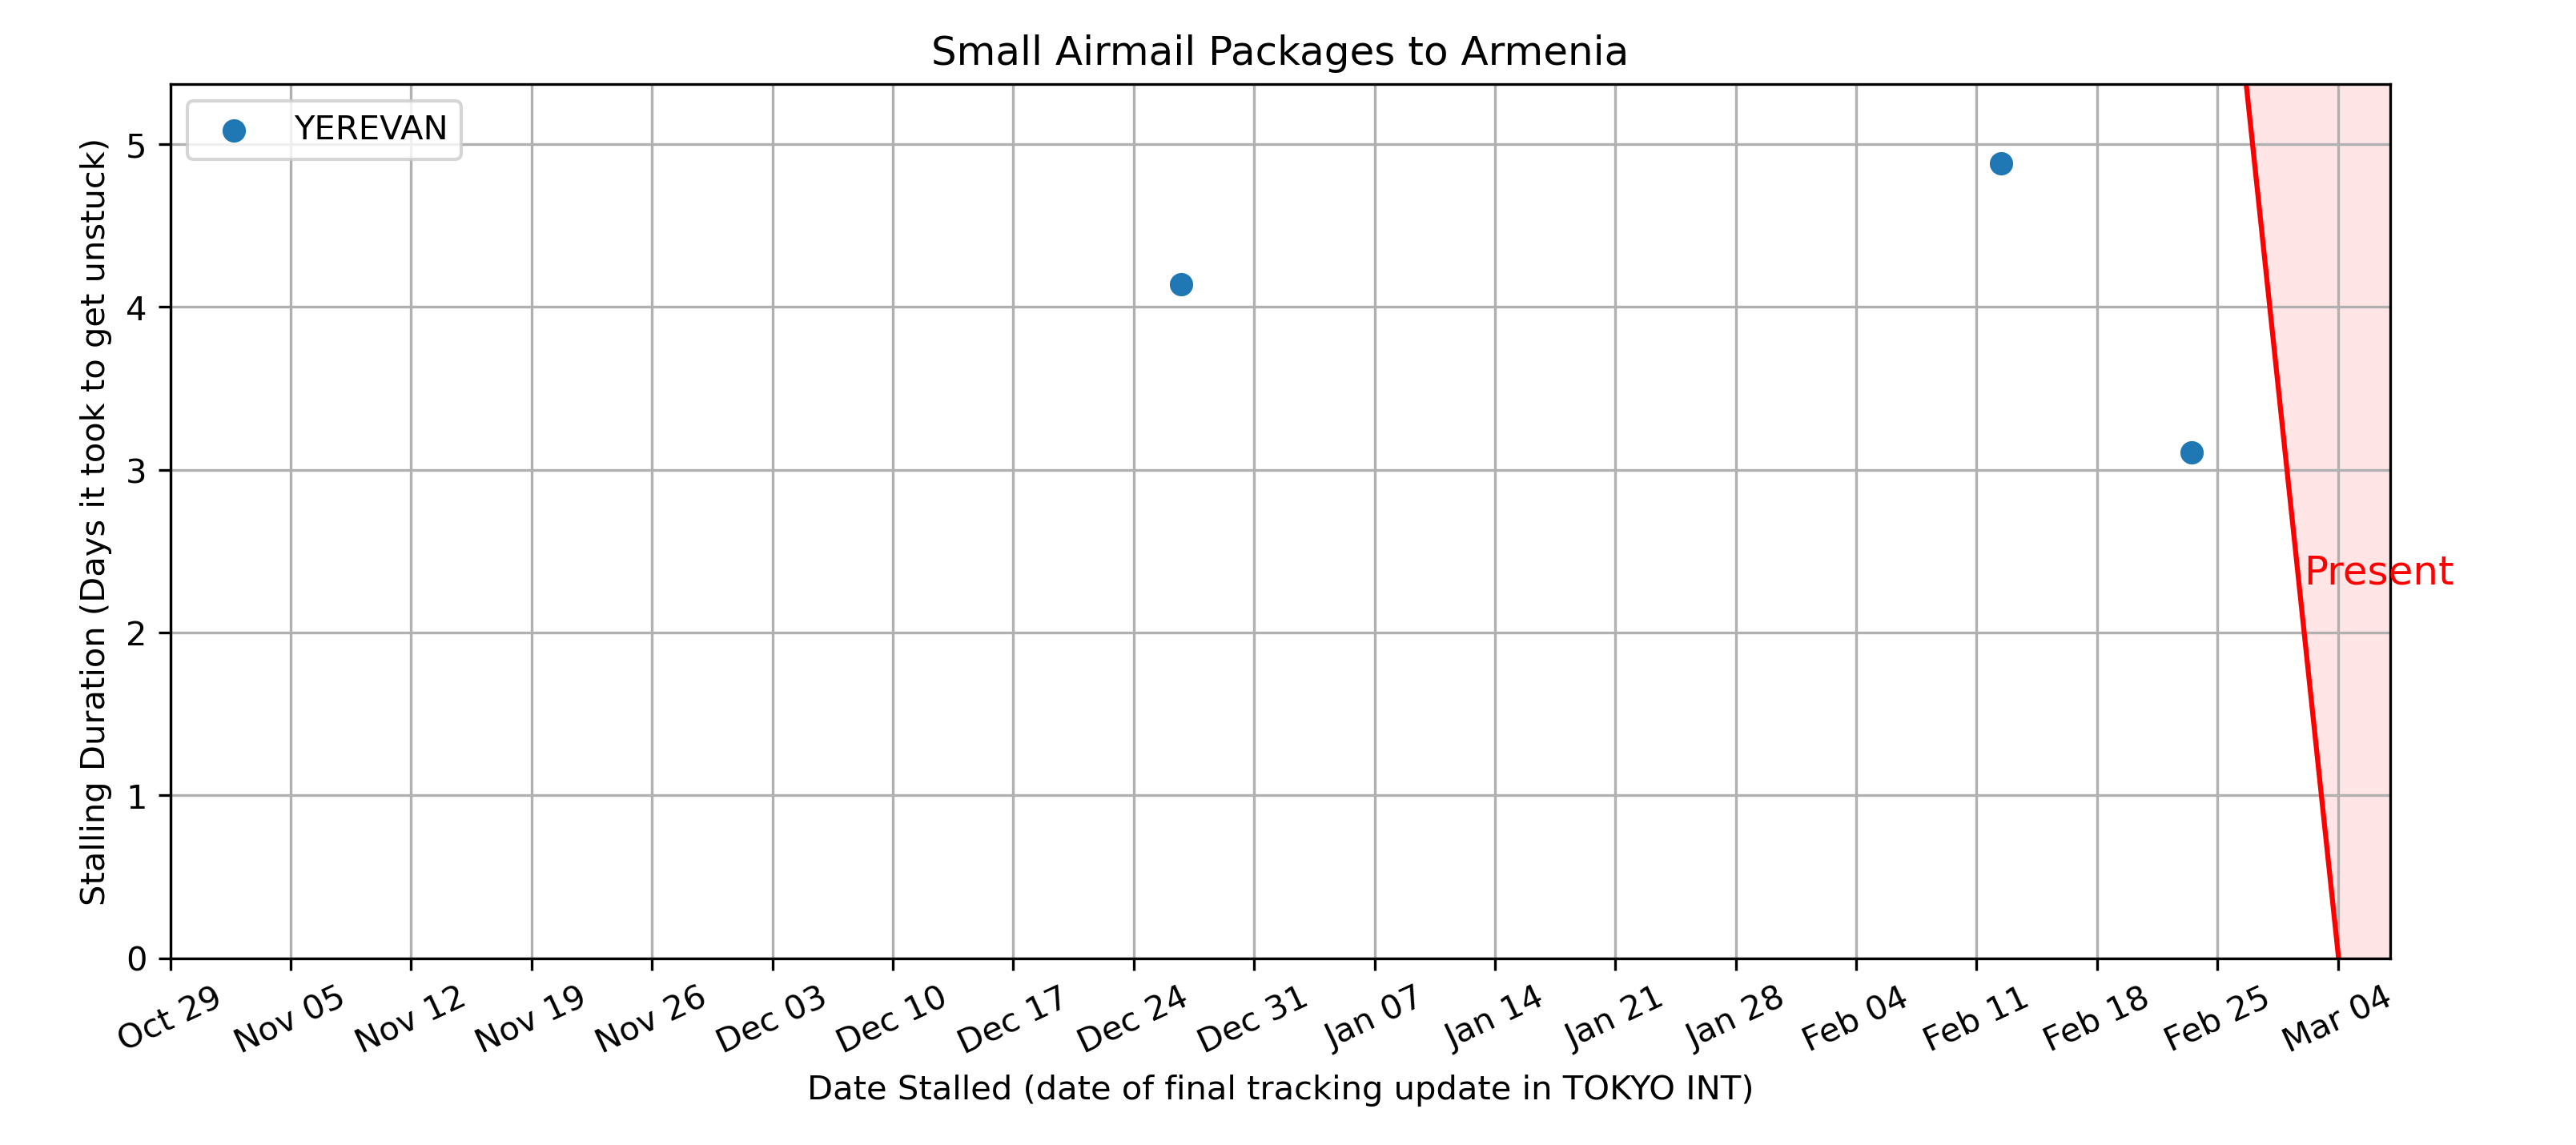 Small Airmail Packages to Armenia
YEREVAN
Stalling Duration (Days it took to get unstuck)
5
4
3
2
1
0
Present
Oct 29
Nov 05
Nov 12
Nov 19
Nov 26
Dec 03
Dec 10
Dec 17
Dec 24
Dec 31
Jan 07
Jan 14
Jan 21
Jan 28
Feb 04
Feb 11
Feb 18
Feb 25
Mar 04
Date Stalled (date of final tracking update in TOKYO INT)